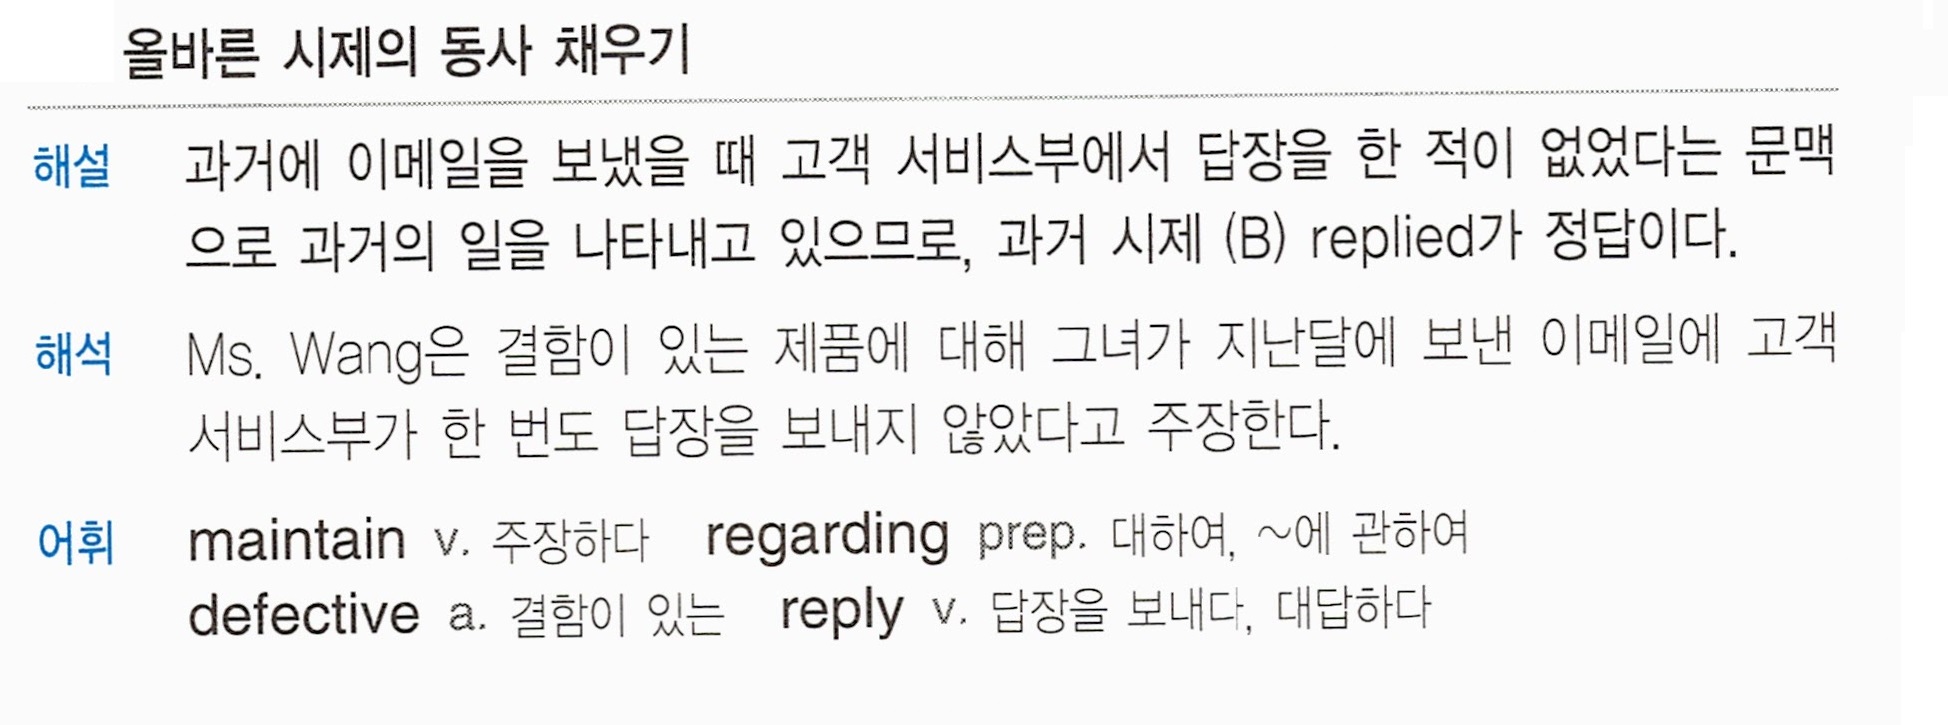 올바른 시제의 동사 채우기
해설 과거에 이메일을 보냈을 때 고객 서비스부에서 답장을 한 적이 없었다는 문맥
으로 과거의 일을 나타내고 있으므로, 과거 시제 (B) replied가 정답이다.
해석 Ms. Wang은 결함이 있는 제품에 대해 그녀가 지난달에 보낸 이메일에 고객
서비스부가 한 번도 답장을 보내지 않았다고 주장한다.
어휘 maintain v. 주장하다 regarding prep. 대하여, ~에 관하여
defective a. 결함이 있는 reply v. 답장을 보내다, 대답하다